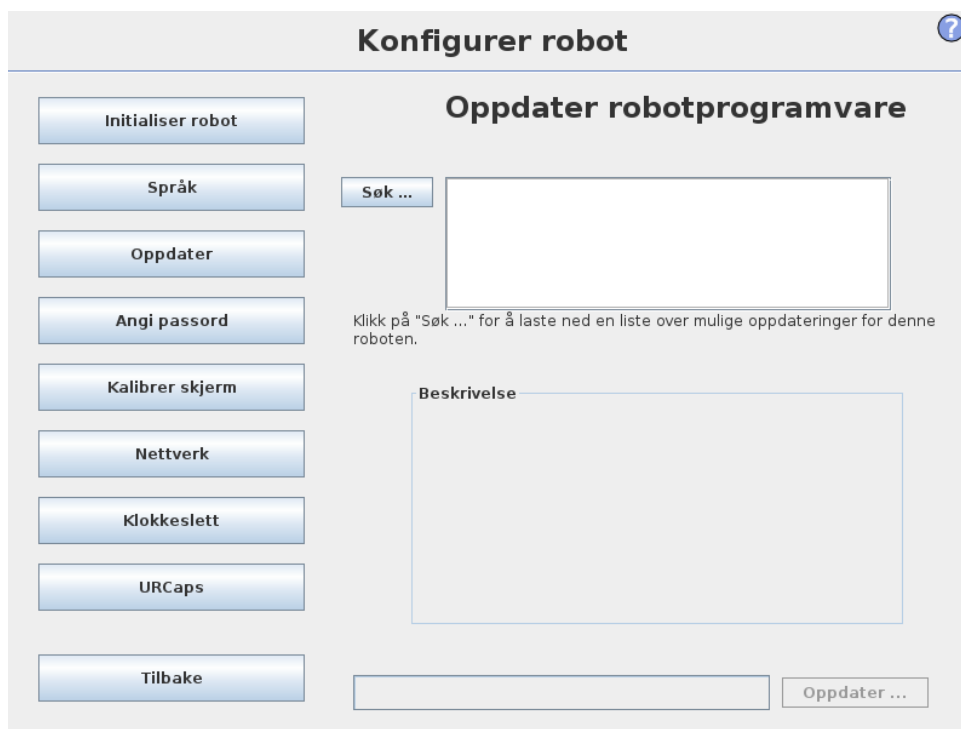 Konfigurer robot
?
Initialiser robot
Språk
Oppdater
Angi passord
Kalibrer skjerm
Nettverk
Klokkeslett
URCaps
Tilbake
Oppdater robotprogramvare
Søk ...
Klikk på "Søk ..." for å laste ned en liste over mulige oppdateringer for denne
roboten.
Beskrivelse
Oppdater ...